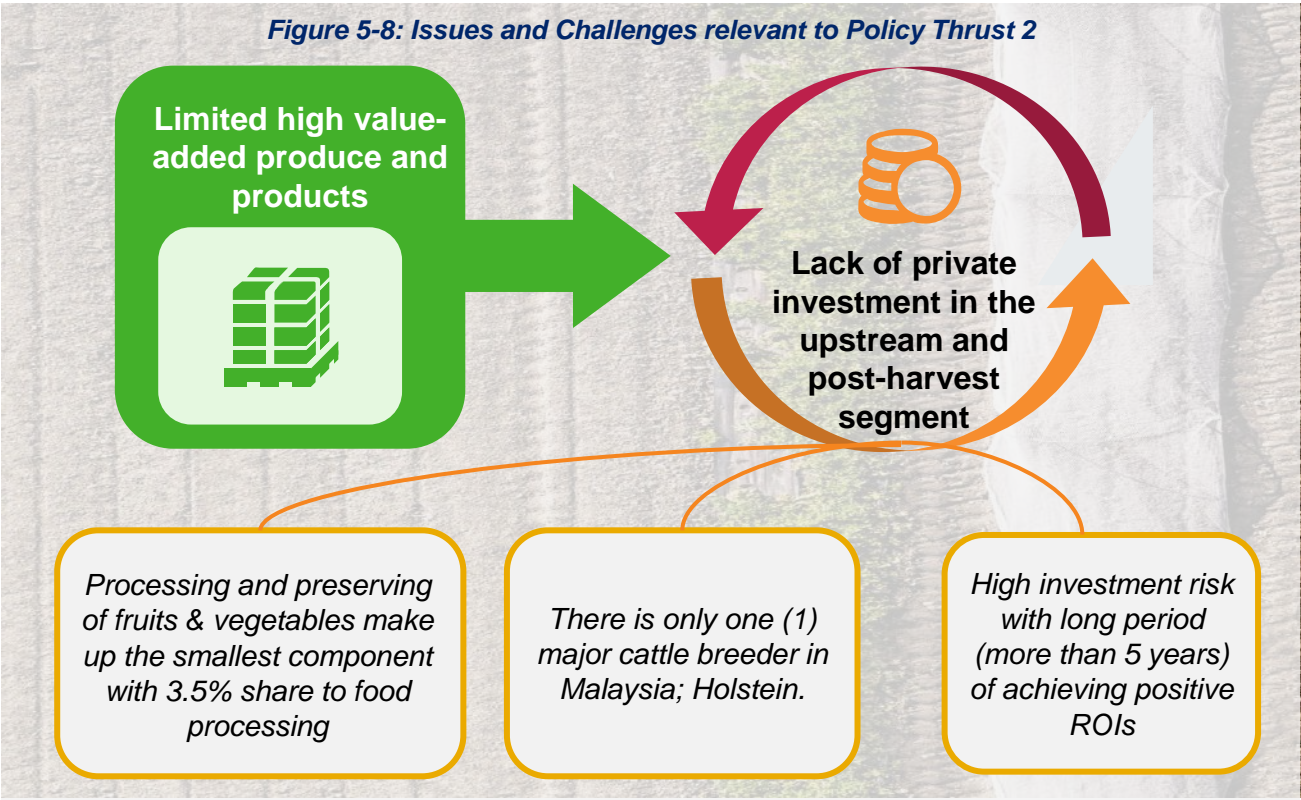 Figure 5-8: Issues and Challenges relevant to Policy Thrust 2
Limited high value-
added produce and
products
Lack of private
investment in the
upstream and
post-harvest
segment
Processing and preserving
of fruits & vegetables make
up the smallest component
with 3.5% share to food
processing
There is only one (1)
major cattle breeder in
Malaysia; Holstein.
High investment risk
with long period
(more than 5 years)
of achieving positive
ROIs